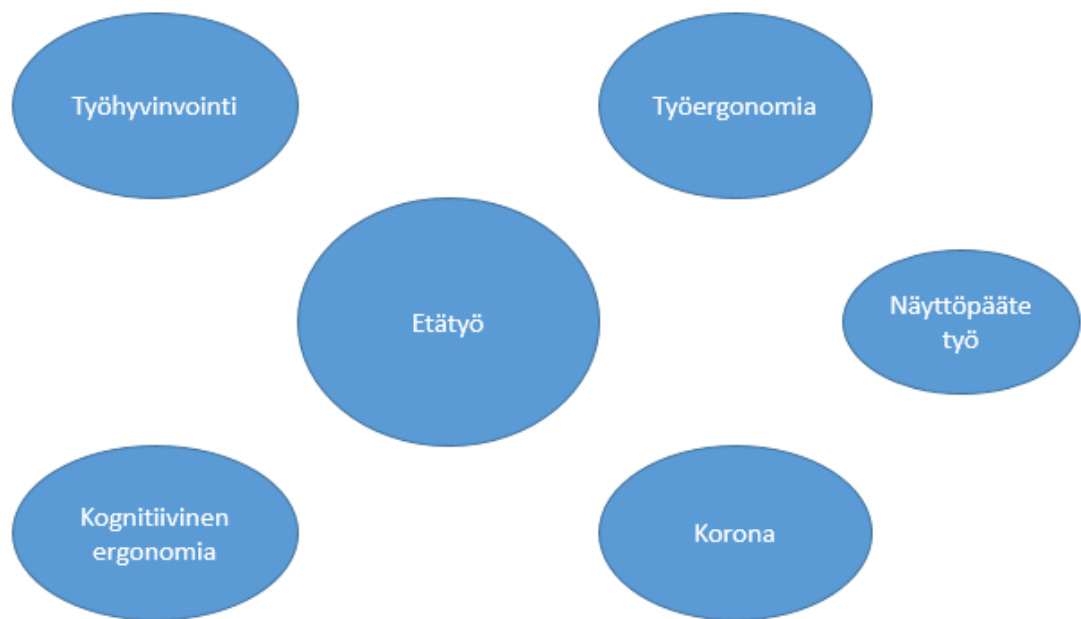 Työhyvinvointi
Työergonomia
Etätyö
Näyttöpääte
työ
Kognitiivinen
ergonomia
Korona